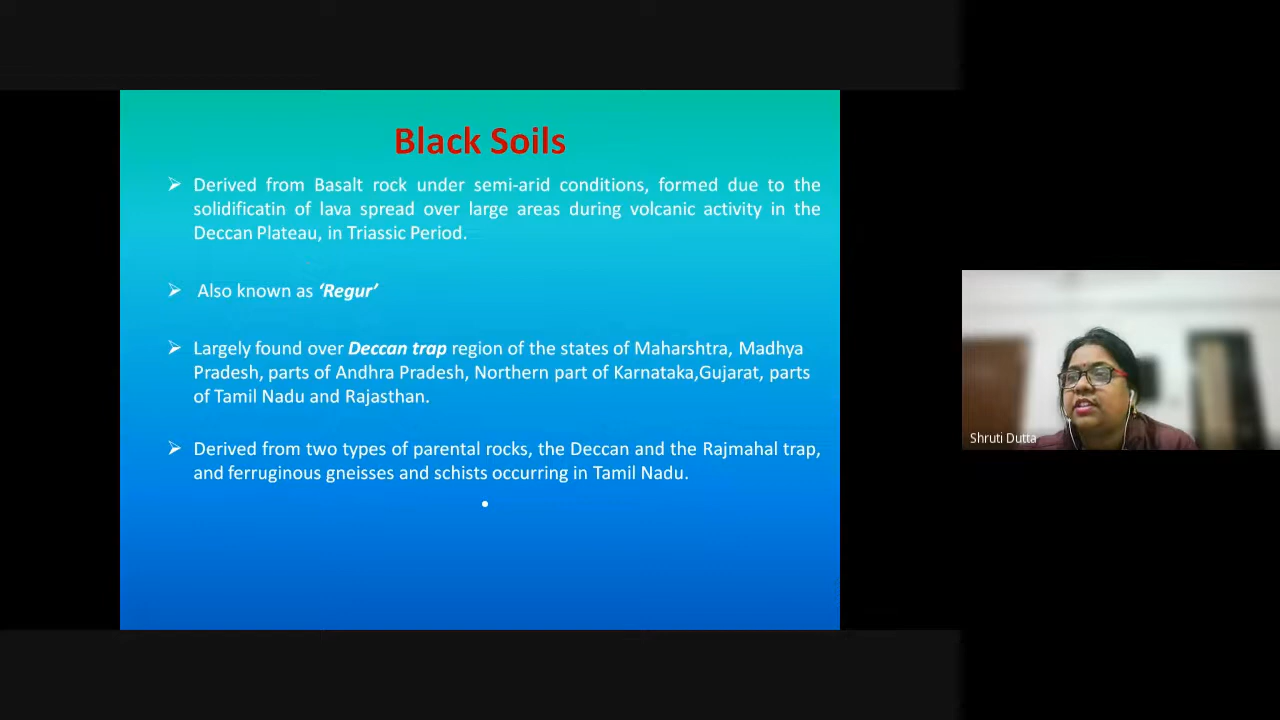 Black Soils
Derived from Basalt rock under semi-arid conditions, formed due to the
solidificatin of lava spread over large areas during volcanic activity in the
Deccan Plateau, in Triassic Period.
Also known as ‘Regur’
Largely found over Deccan trap region of the states of Maharshtra, Madhya
Pradesh, parts of Andhra Pradesh, Northern part of Karnataka,Gujarat, parts
of Tamil Nadu and Rajasthan.
Derived from two types of parental rocks, the Deccan and the Rajmahal trap,
and ferruginous gneisses and schists occurring in Tamil Nadu.
Shruti Dutta